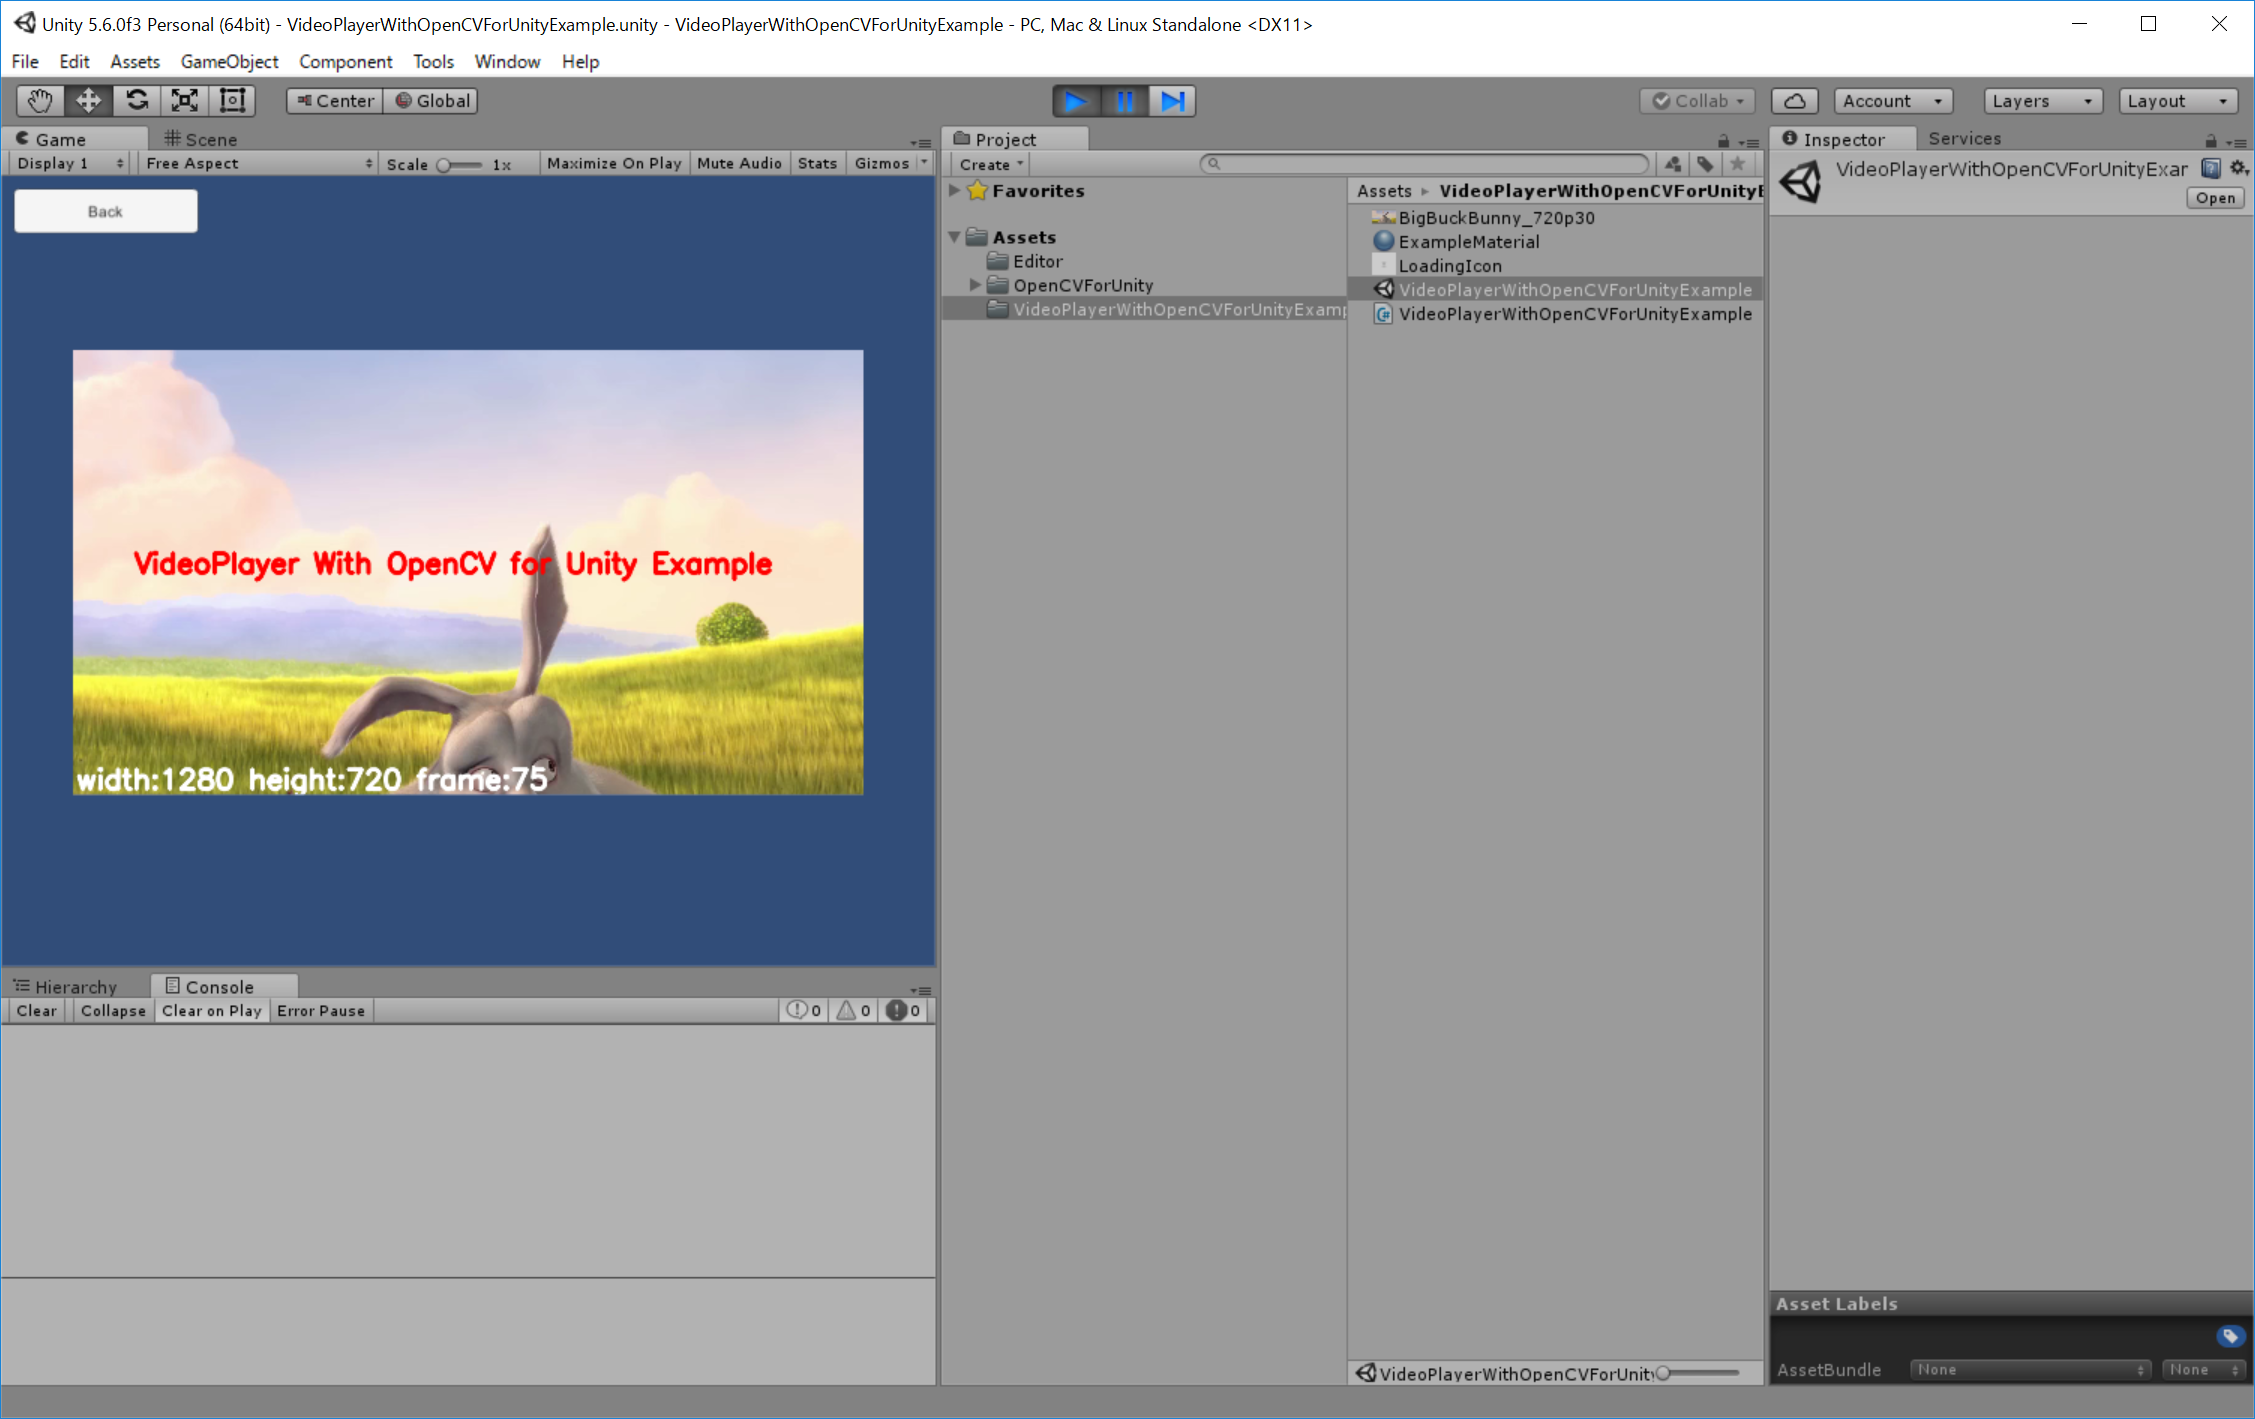 Unity 5.6.0f3 Personal (64bit) - VideoPlayerWithOpenCVForUnityExample.unity - VideoPlayerWithOpenCVForUnityExample - PC, Mac & Linux Standalone <DX11>
File Edit Assets GameObject Component Tools Window Help
Center Global Collab Account Layers Layout
Game Scene
Display 1 Free Aspect Scale 1x Maximize On Play Mute Audio Stats Gizmos
Back
VideoPlayer With OpenCV for Unity Example
width:1280 height:720 frame:75
Hierarchy Console
Clear Collapse Clear on Play Error Pause 0 0 0
Project
Create
Favorites
Assets
Editor
OpenCVForUnity
VideoPlayerWithOpenCVForUnityExamp
Assets VideoPlayerWithOpenCVForUnityE
BigBuckBunny_720p30
ExampleMaterial
LoadingIcon
VideoPlayerWithOpenCVForUnityExample
VideoPlayerWithOpenCVForUnityExample
VideoPlayerWithOpenCVForUnity
Inspector Services
VideoPlayerWithOpenCVForUnityExar
Open
Asset Labels
AssetBundle None None